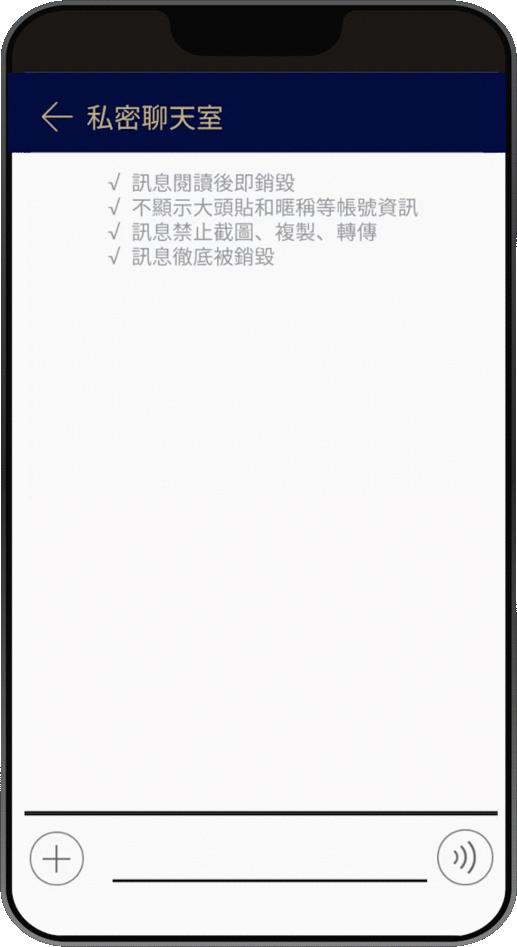 私密聊天室
√ 訊息閱讀後即銷毀
√ 不顯示大頭貼和暱稱等帳號資訊
√ 訊息禁止截圖、複製、轉傳
√ 訊息徹底被銷毀